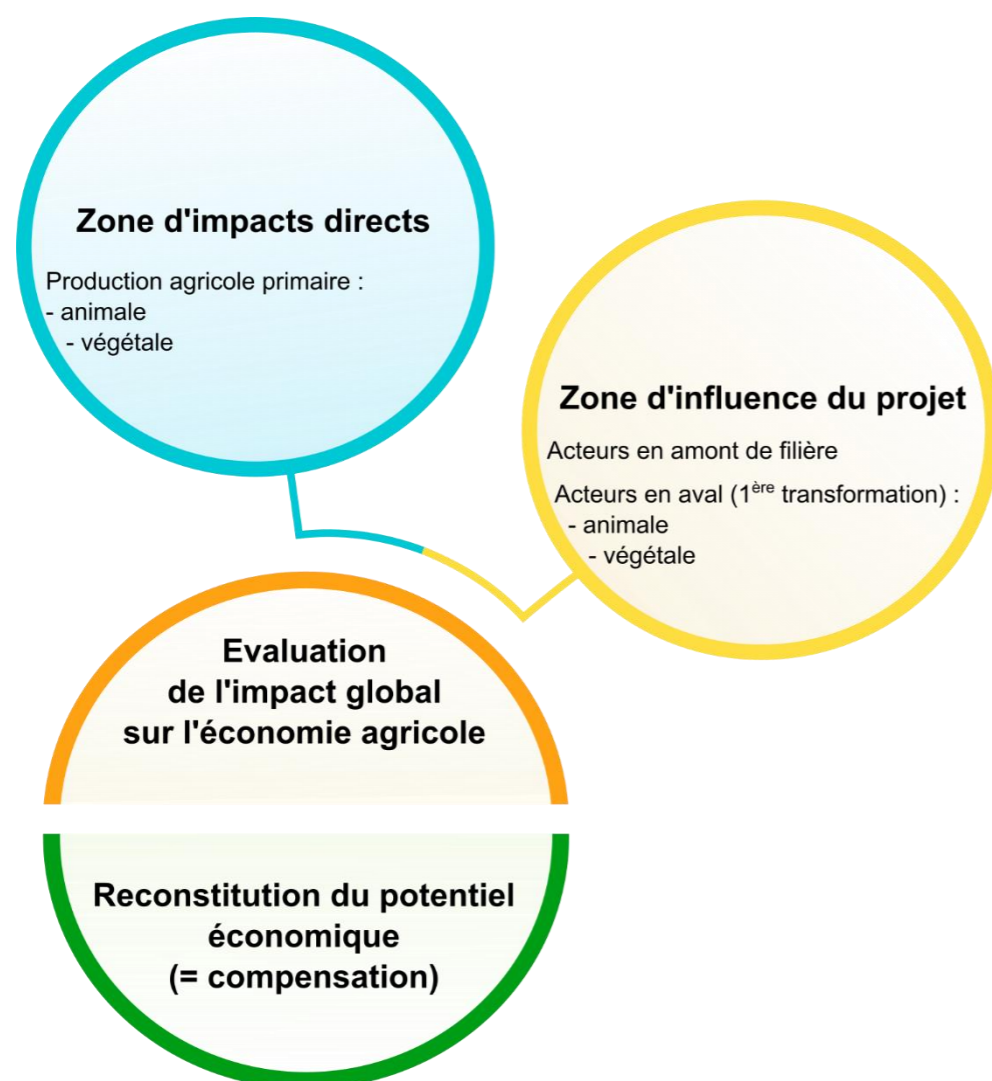 Zone d'impacts directs
Production agricole primaire :
- animale
- végétale
Zone d'influence du projet
Acteurs en amont de filière
Acteurs en aval (1ère transformation) :
- animale
- végétale
Evaluation
de l'impact global
sur l'économie agricole
Reconstitution du potentiel
économique
(= compensation)